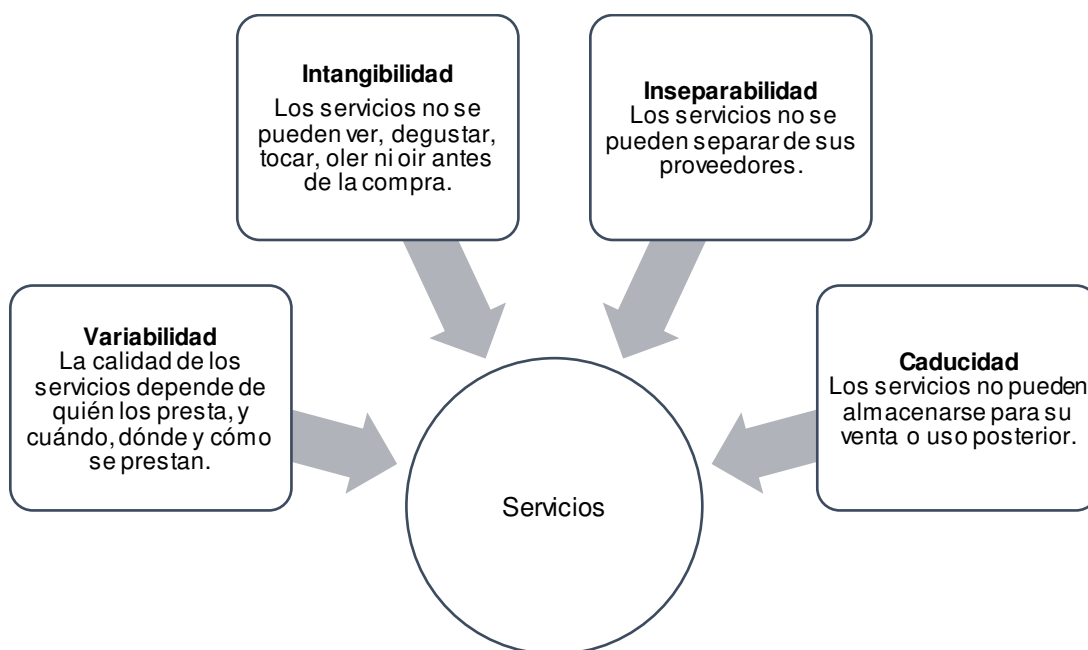 Intangibilidad
Los servicios no se
pueden ver, degustar,
tocar, oler ni oir antes
de la compra.
Inseparabilidad
Los servicios no se
pueden separar de sus
proveedores.
Variabilidad
La calidad de los
servicios depende de
quién los presta, y
cuándo, dónde y cómo
se prestan.
Caducidad
Los servicios no pueden
almacenarse para su
venta o uso posterior.
Servicios